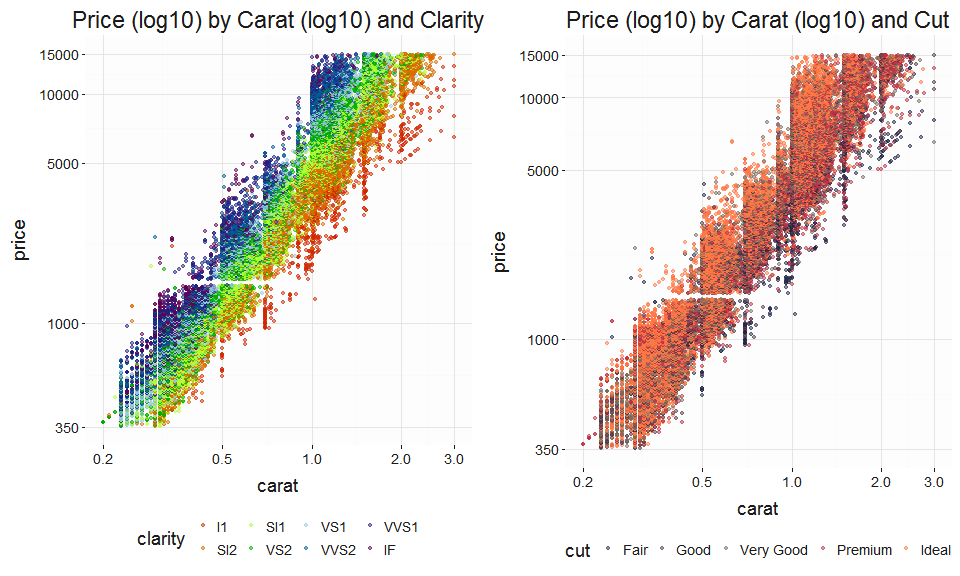 Price (log10) by Carat (log10) and Clarity
15000
10000
5000
1000
350
price
0.2 0.5 1.0 2.0 3.0
carat
clarity
I1 SI1 VS1 VVS1
SI2 VS2 VVS2 IF
Price (log10) by Carat (log10) and Cut
15000
10000
5000
1000
350
price
0.2 0.5 1.0 2.0 3.0
carat
cut Fair Good Very Good Premium Ideal